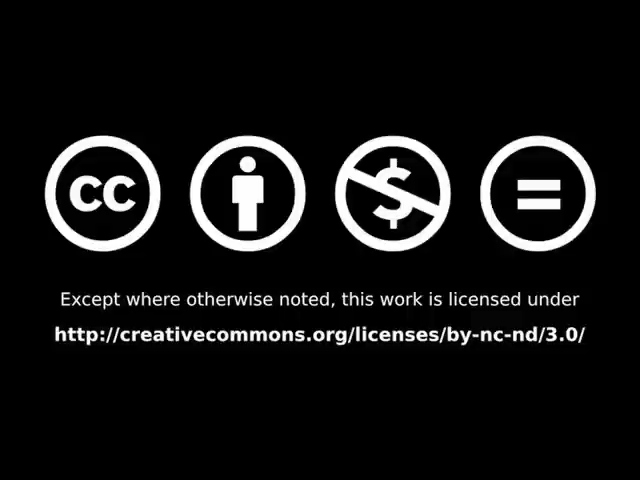 cc
$
=
Except where otherwise noted, this work is licensed under
http://creativecommons.org/licenses/by-nc-nd/3.0/